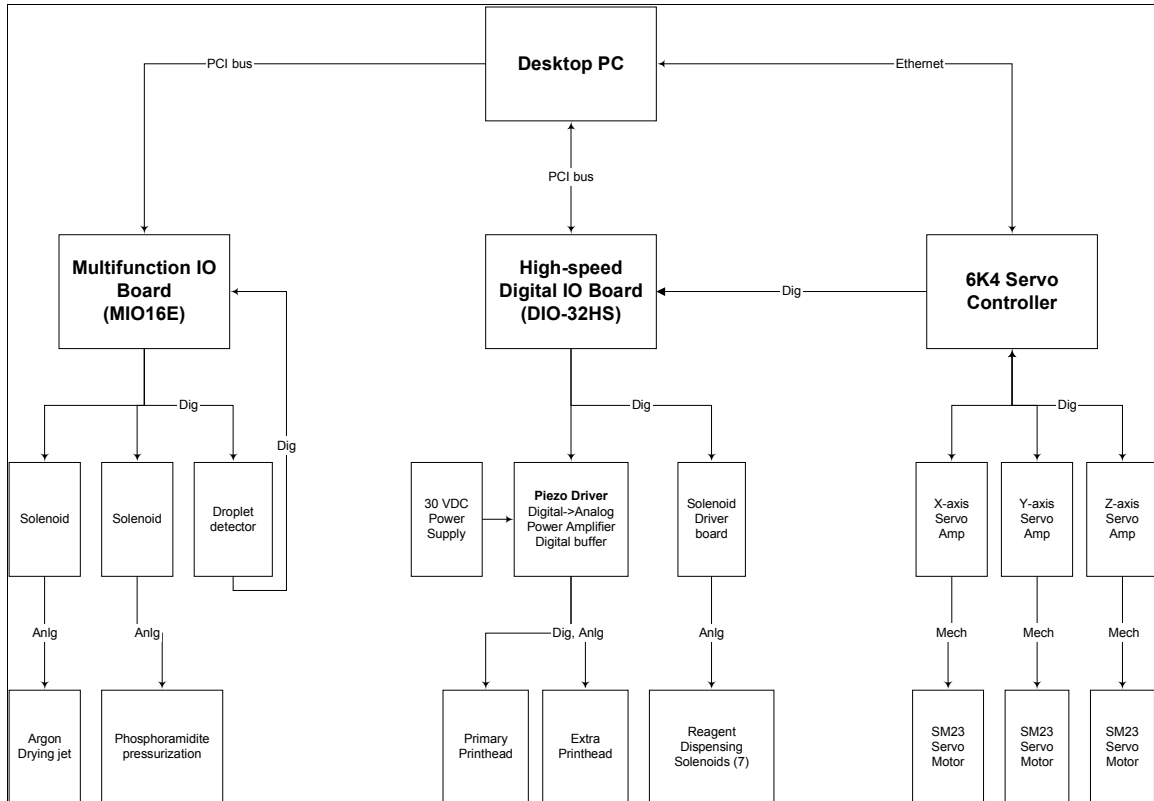 Desktop PC
PCI bus
Ethernet
PCI bus
Multifunction IO
Board
(MIO16E)
High-speed
Digital IO Board
(DIO-32HS)
6K4 Servo
Controller
Dig
Dig
Dig
Dig
Dig
Solenoid
Solenoid
Droplet
detector
30 VDC
Power
Supply
Piezo Driver
Digital->Analog
Power Amplifier
Digital buffer
Solenoid
Driver
board
X-axis
Servo
Amp
Y-axis
Servo
Amp
Z-axis
Servo
Amp
Anlg
Anlg
Dig, Anlg
Anlg
Mech
Mech
Mech
Argon
Drying jet
Phosphoramidite
pressurization
Primary
Printhead
Extra
Printhead
Reagent
Dispensing
Solenoids (7)
SM23
Servo
Motor
SM23
Servo
Motor
SM23
Servo
Motor